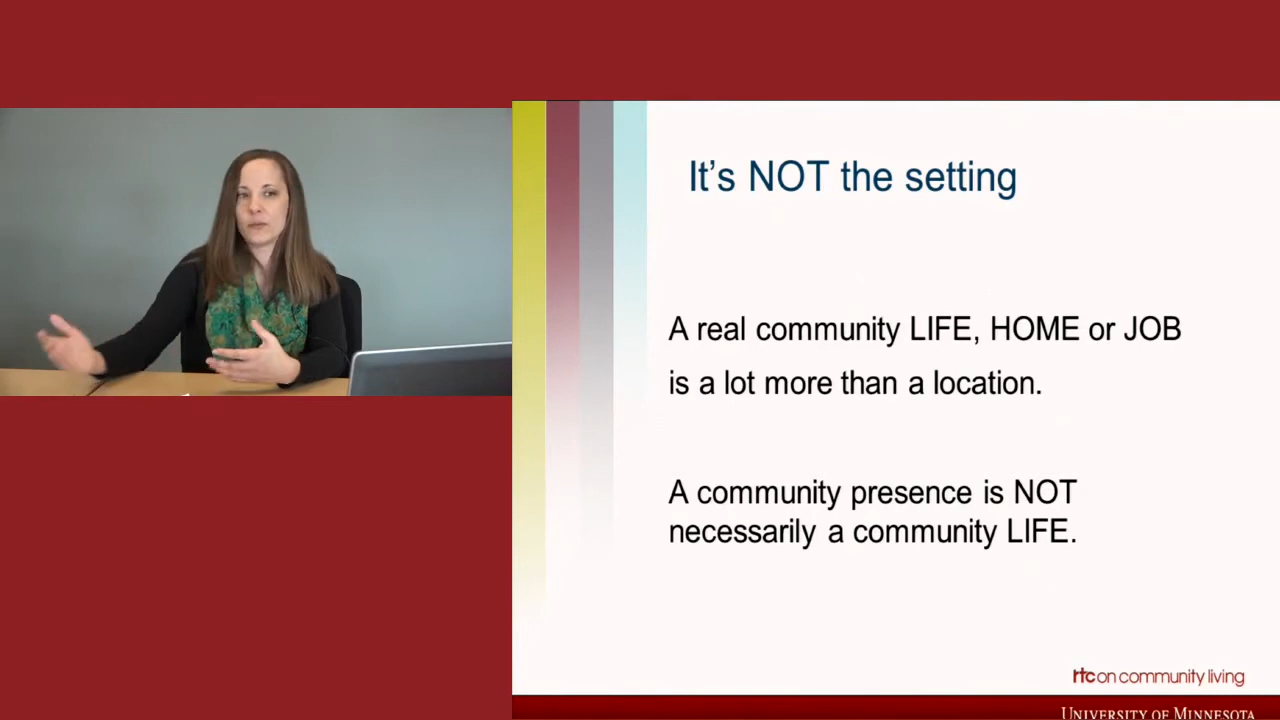 It's NOT the setting
A real community LIFE, HOME or JOB
is a lot more than a location.
A community presence is NOT
necessarily a community LIFE.
rtc on community living
UNIVERSITY OF MINNESOTA